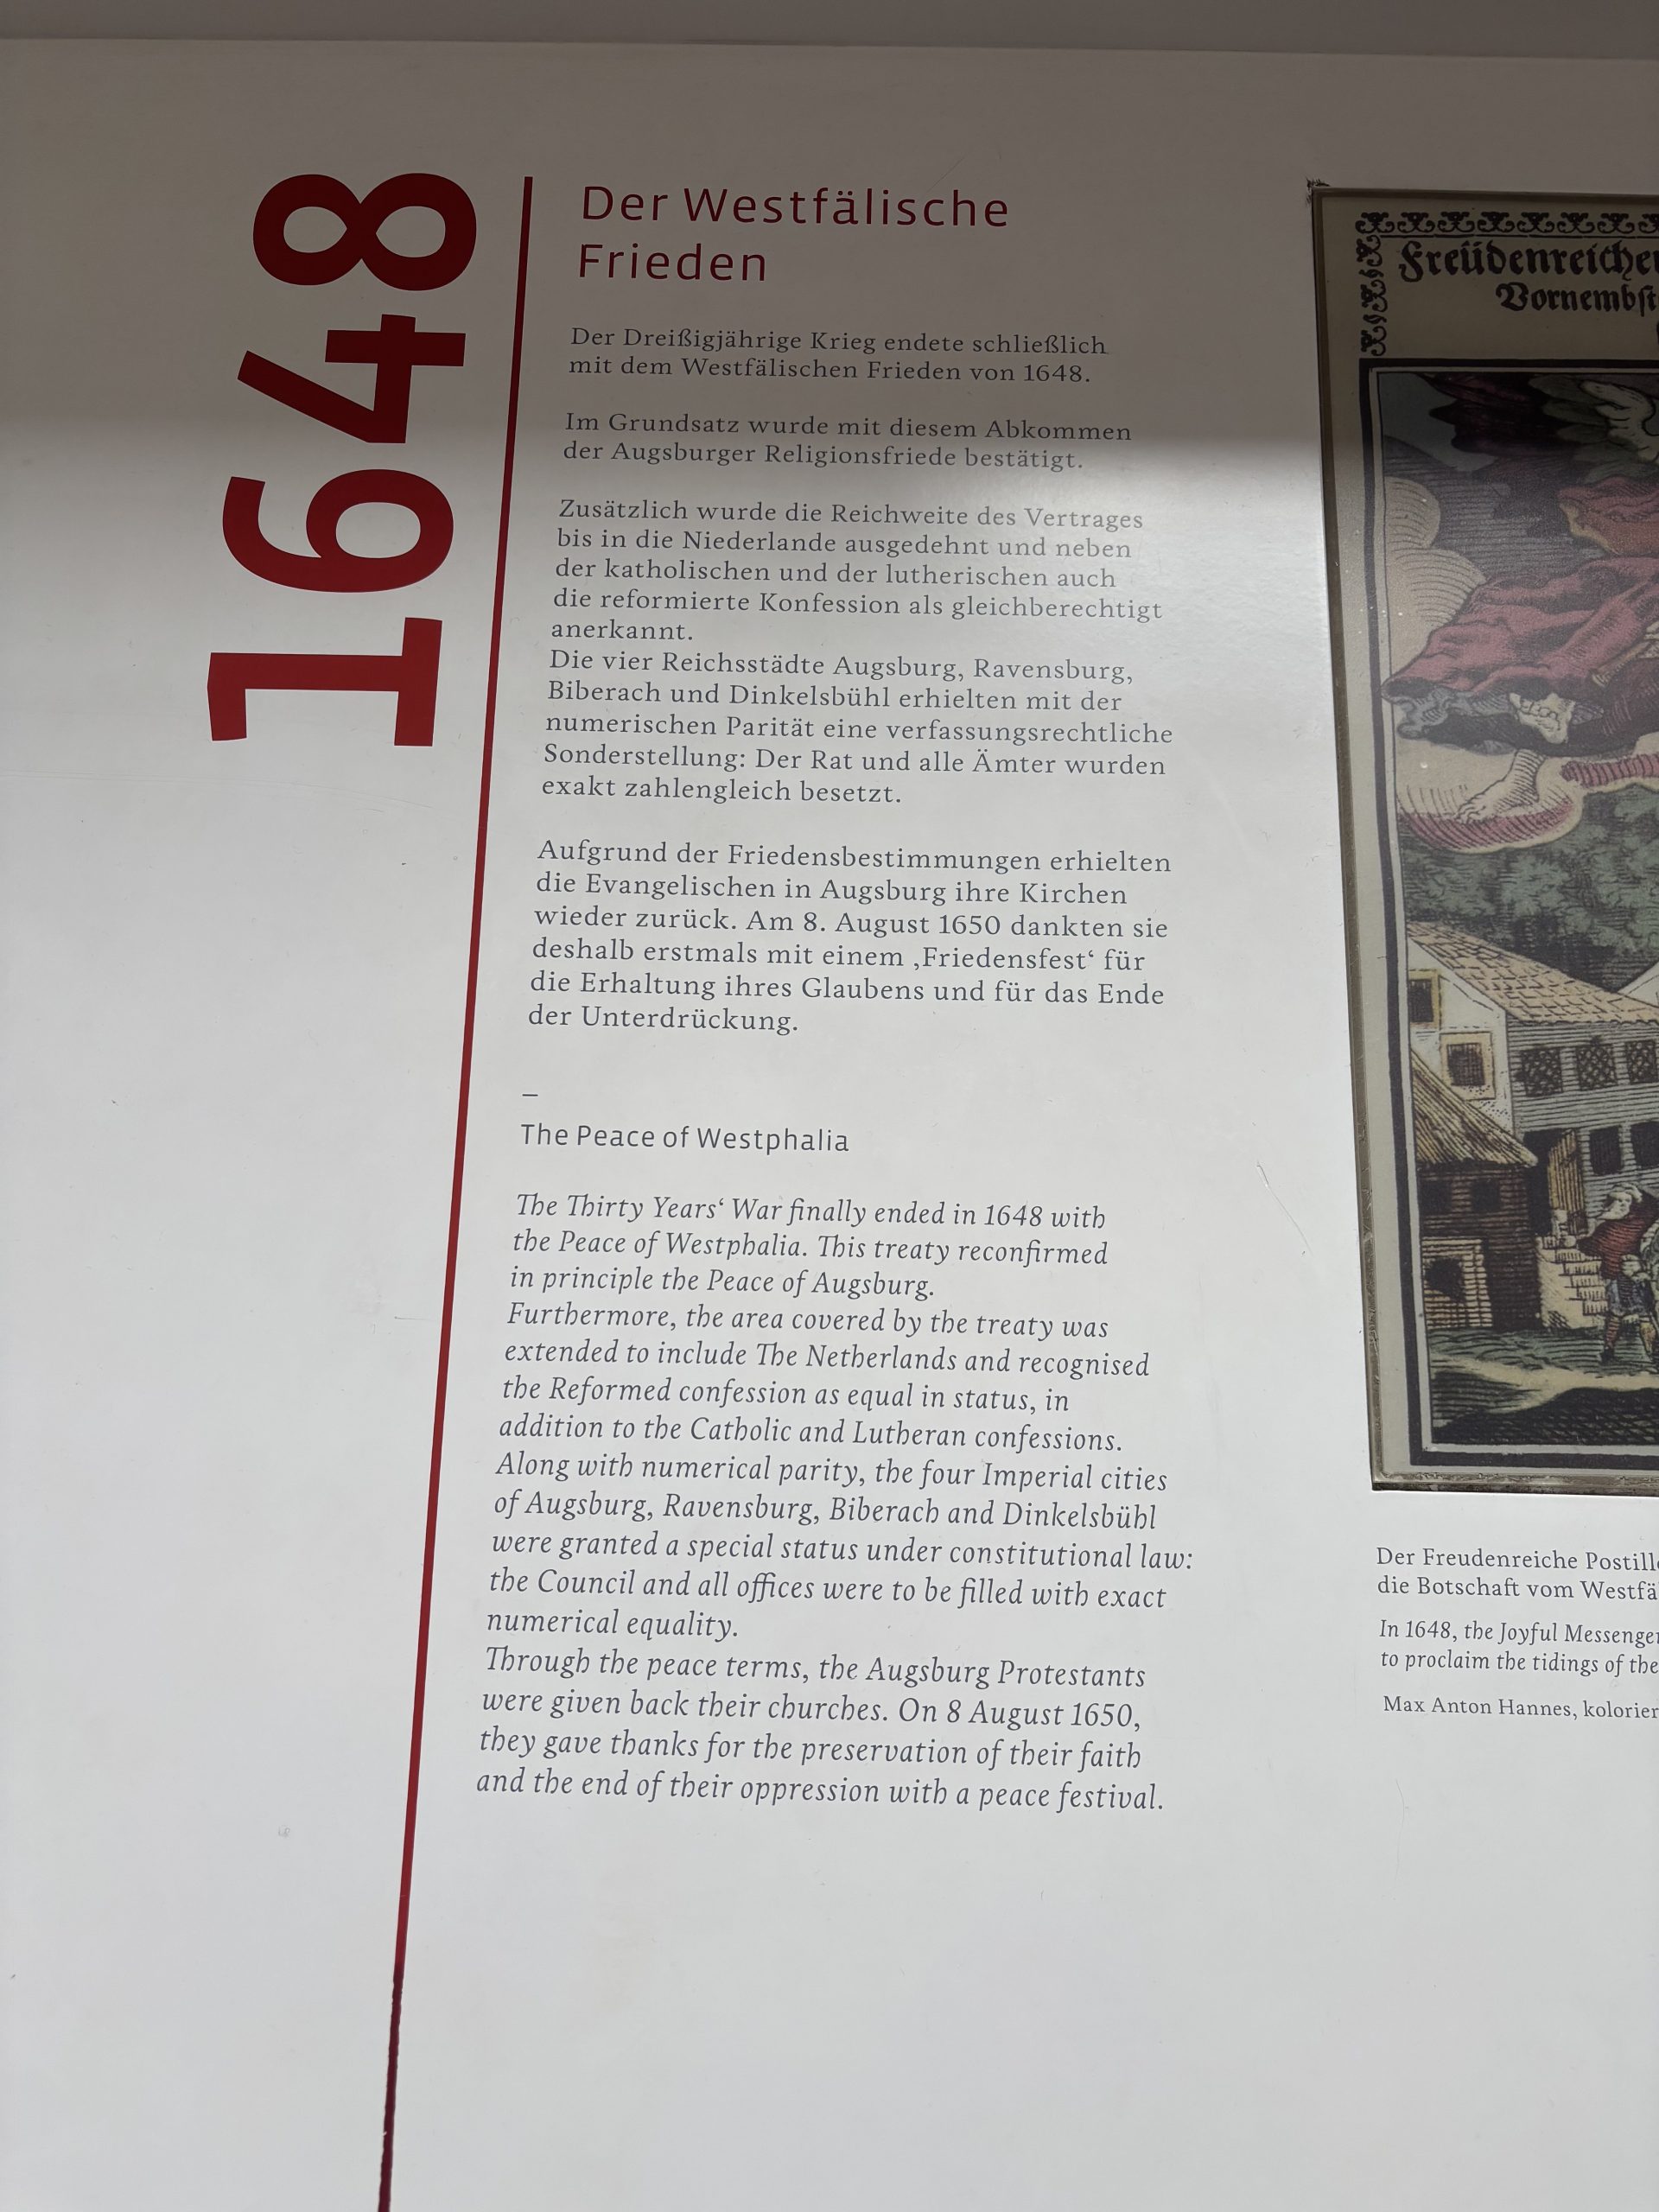 1648
Der Westfälische
Frieden
Der Dreißigjährige Krieg endete schließlich
mit dem Westfälischen Frieden von 1648.
Im Grundsatz wurde mit diesem Abkommen
der Augsburger Religionsfriede bestätigt.
Zusätzlich wurde die Reichweite des Vertrages
bis in die Niederlande ausgedehnt und neben
der katholischen und der lutherischen auch
die reformierte Konfession als gleichberechtigt
anerkannt.
Die vier Reichsstädte Augsburg, Ravensburg,
Biberach und Dinkelsbühl erhielten mit der
numerischen Parität eine verfassungsrechtliche
Sonderstellung: Der Rat und alle Ämter wurden
exakt zahlengleich besetzt.
Aufgrund der Friedensbestimmungen erhielten
die Evangelischen in Augsburg ihre Kirchen
wieder zurück. Am 8. August 1650 dankten sie
deshalb erstmals mit einem ‚Friedensfest‘ für
die Erhaltung ihres Glaubens und für das Ende
der Unterdrückung.
–
The Peace of Westphalia
The Thirty Years‘ War finally ended in 1648 with
the Peace of Westphalia. This treaty reconfirmed
in principle the Peace of Augsburg.
Furthermore, the area covered by the treaty was
extended to include The Netherlands and recognised
the Reformed confession as equal in status, in
addition to the Catholic and Lutheran confessions.
Along with numerical parity, the four Imperial cities
of Augsburg, Ravensburg, Biberach and Dinkelsbühl
were granted a special status under constitutional law:
the Council and all offices were to be filled with exact
numerical equality.
Through the peace terms, the Augsburg Protestants
were given back their churches. On 8 August 1650,
they gave thanks for the preservation of their faith
and the end of their oppression with a peace festival.
Der Freudenreiche
die Botschaft vom
In 1648, the Joyful
to proclaim the tidings of the
Max Anton Hannes,